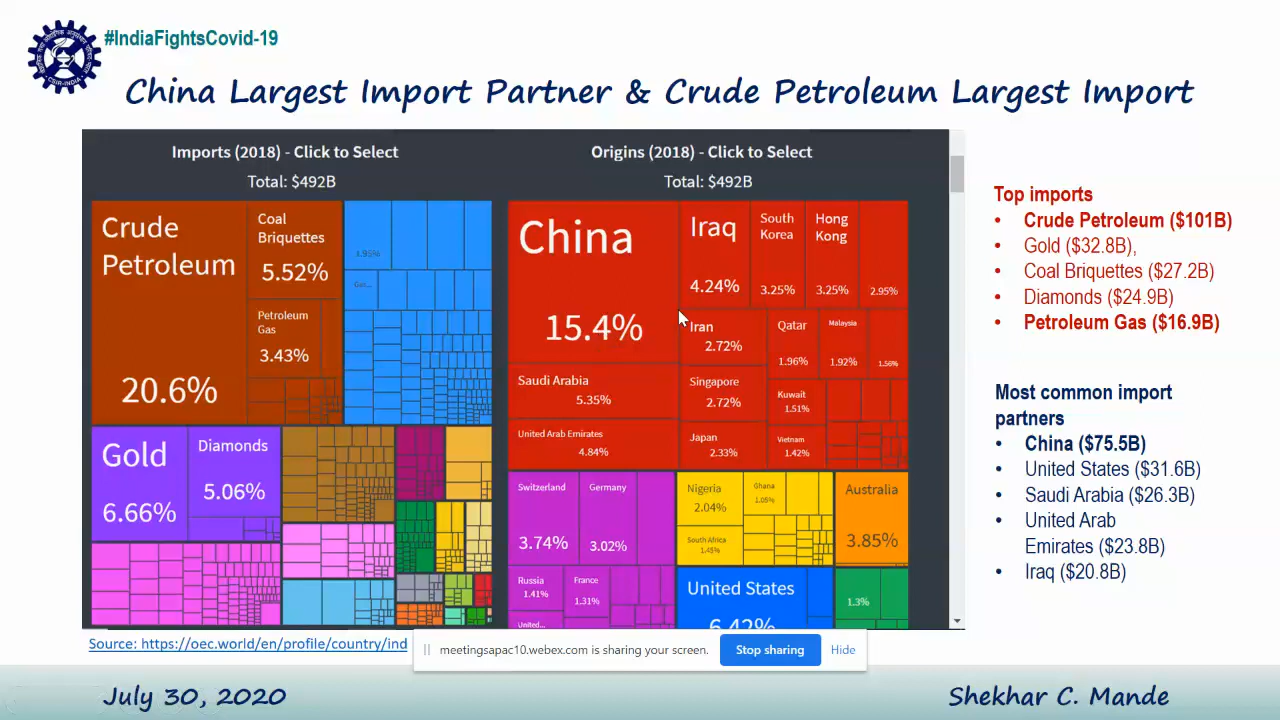 #IndiaFightsCovid-19
CSIR-INDIA
China Largest Import Partner & Crude Petroleum Largest Import
Imports (2018) - Click to Select
Total: $492B
Crude
Petroleum
20.6%
Coal
Briquettes
5.52%
Petroleum
Gas
3.43%
1.95%
Gold
6.66%
Diamonds
5.06%
Origins (2018) - Click to Select
Total: $492B
China
15.4%
Iraq
4.24%
South
Korea
3.25%
Hong
Kong
3.25%
2.95%
Iran
2.72%
Qatar
1.96%
Malaysia
1.92%
1.56%
Saudi Arabia
5.35%
Singapore
2.72%
Kuwait
1.51%
United Arab Emirates
4.84%
Japan
2.33%
Vietnam
1.42%
Switzerland
3.74%
Germany
3.02%
Nigeria
2.04%
Ghana
1.05%
South Africa
1.45%
Australia
3.85%
Russia
1.41%
France
1.31%
United...
United States
6.42%
1.3%
Top imports
• Crude Petroleum ($101B)
• Gold ($32.8B),
• Coal Briquettes ($27.2B)
• Diamonds ($24.9B)
• Petroleum Gas ($16.9B)
Most common import
partners
• China ($75.5B)
• United States ($31.6B)
• Saudi Arabia ($26.3B)
• United Arab
Emirates ($23.8B)
• Iraq ($20.8B)
Source: https://oec.world/en/profile/country/ind
meetingsapac10.webex.com is sharing your screen.
Stop sharing
Hide
July 30, 2020
Shekhar C. Mande